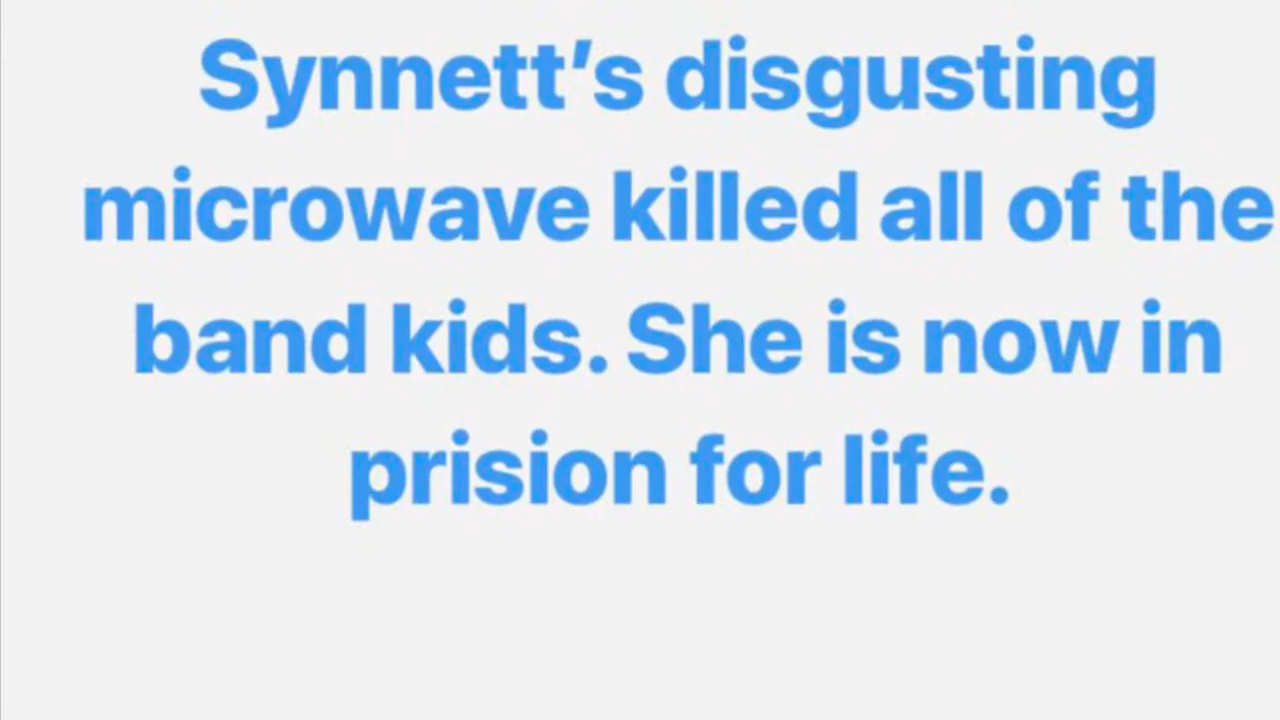 Synnett’s disgusting
microwave killed all of the
band kids. She is now in
prision for life.